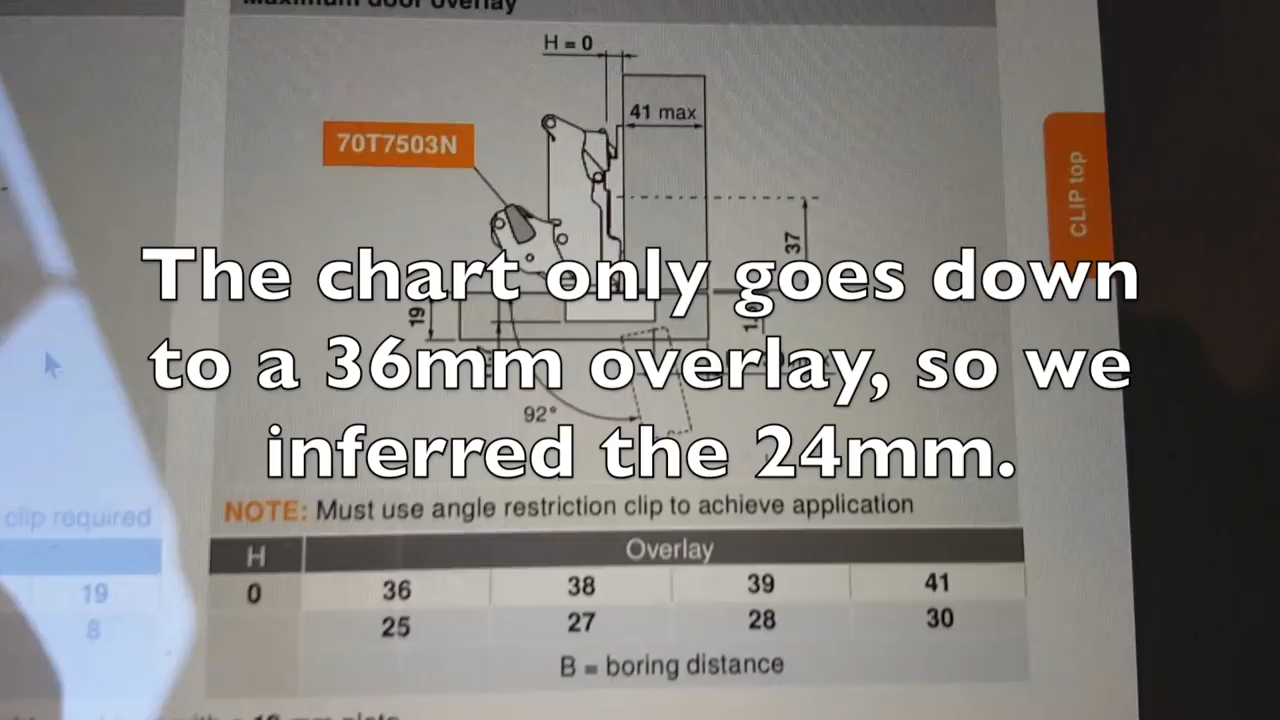 Maximum door overlay
H = 0
41 max
70T7503N
CLIP top
37
The chart only goes down
to a 36mm overlay, so we
inferred the 24mm.
19
92°
clip required
NOTE: Must use angle restriction clip to achieve application
H Overlay
19
0 36 38 39 41
8
25 27 28 30
B = boring distance